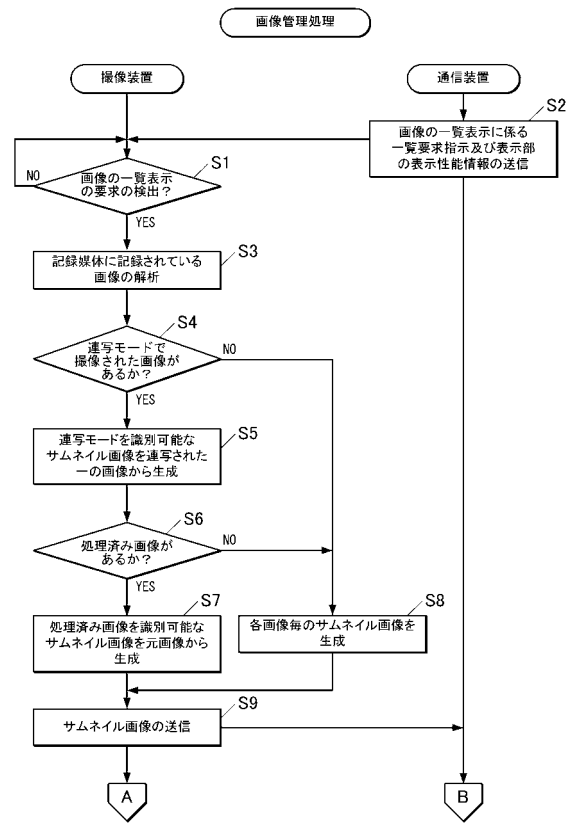 画像管理処理
撮像装置
通信装置
S2
画像の一覧表示に係る
一覧要求指示及び表示部
の表示性能情報の送信
S1
NO
画像の一覧表示
の要求の検出?
YES
S3
記録媒体に記録されている
画像の解析
S4
連写モードで
撮像された画像が
あるか?
NO
YES
S5
連写モードを識別可能な
サムネイル画像を連写された
一の画像から生成
S6
処理済み画像が
あるか?
NO
YES
S7
処理済み画像を識別可能な
サムネイル画像を元画像から
生成
S8
各画像毎のサムネイル画像を
生成
S9
サムネイル画像の送信
A
B